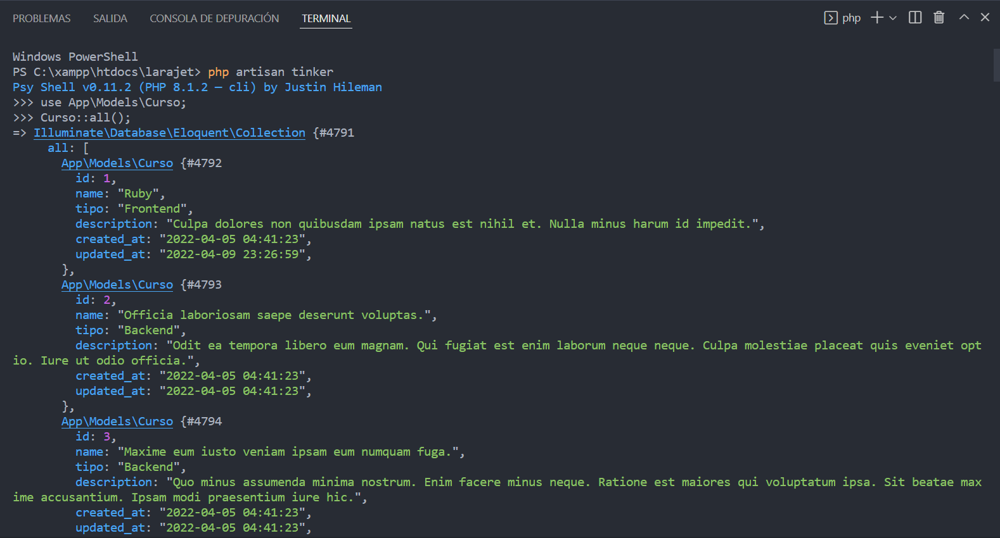 PROBLEMAS SALIDA CONSOLA DE DEPURACIÓN TERMINAL php
Windows PowerShell
PS C:\xampp\htdocs\larajet> php artisan tinker
Psy Shell v0.11.2 (PHP 8.1.2 — cli) by Justin Hileman
>>> use App\Models\Curso;
>>> Curso::all();
=> Illuminate\Database\Eloquent\Collection {#4791
all: [
App\Models\Curso {#4792
id: 1,
name: "Ruby",
tipo: "Frontend",
description: "Culpa dolores non quibusdam ipsam natus est nihil et. Nulla minus harum id impedit.",
created_at: "2022-04-05 04:41:23",
updated_at: "2022-04-09 23:26:59",
},
App\Models\Curso {#4793
id: 2,
name: "Officia laboriosam saepe deserunt voluptas.",
tipo: "Backend",
description: "Odit ea tempora libero eum magnam. Qui fugiat est enim laborum neque neque. Culpa molestiae placeat quis eveniet opt
io. Iure ut odio officia.",
created_at: "2022-04-05 04:41:23",
updated_at: "2022-04-05 04:41:23",
},
App\Models\Curso {#4794
id: 3,
name: "Maxime eum iusto veniam ipsam eum numquam fuga.",
tipo: "Backend",
description: "Quo minus assumenda minima nostrum. Enim facere minus neque. Ratione est maiores qui voluptatum ipsa. Sit beatae max
ime accusantium. Ipsam modi praesentium iure hic.",
created_at: "2022-04-05 04:41:23",
updated_at: "2022-04-05 04:41:23",